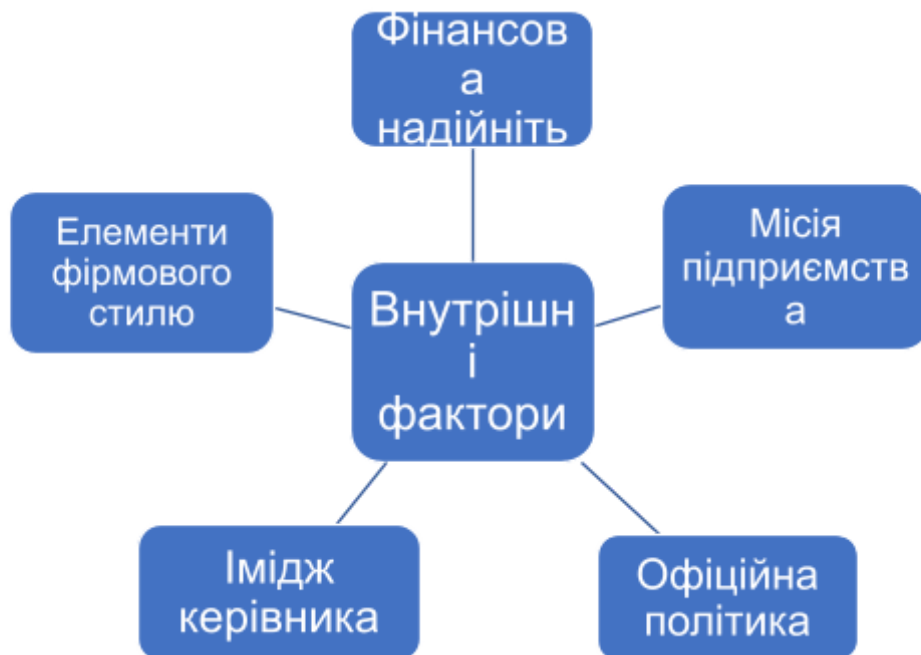 Фінансов
а
надійніть
Елементи
фірмового
стилю
Місія
підприємств
а
Внутрішн
і
фактори
Імідж
керівника
Офіційна
політика